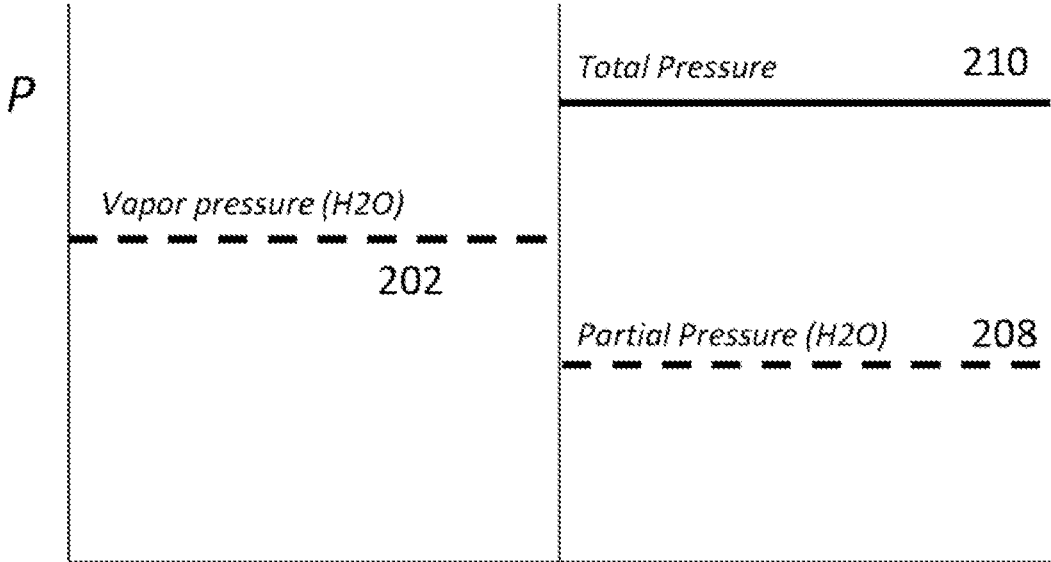 P
Total Pressure 210
Vapor pressure (H2O)
202
Partial Pressure (H2O) 208